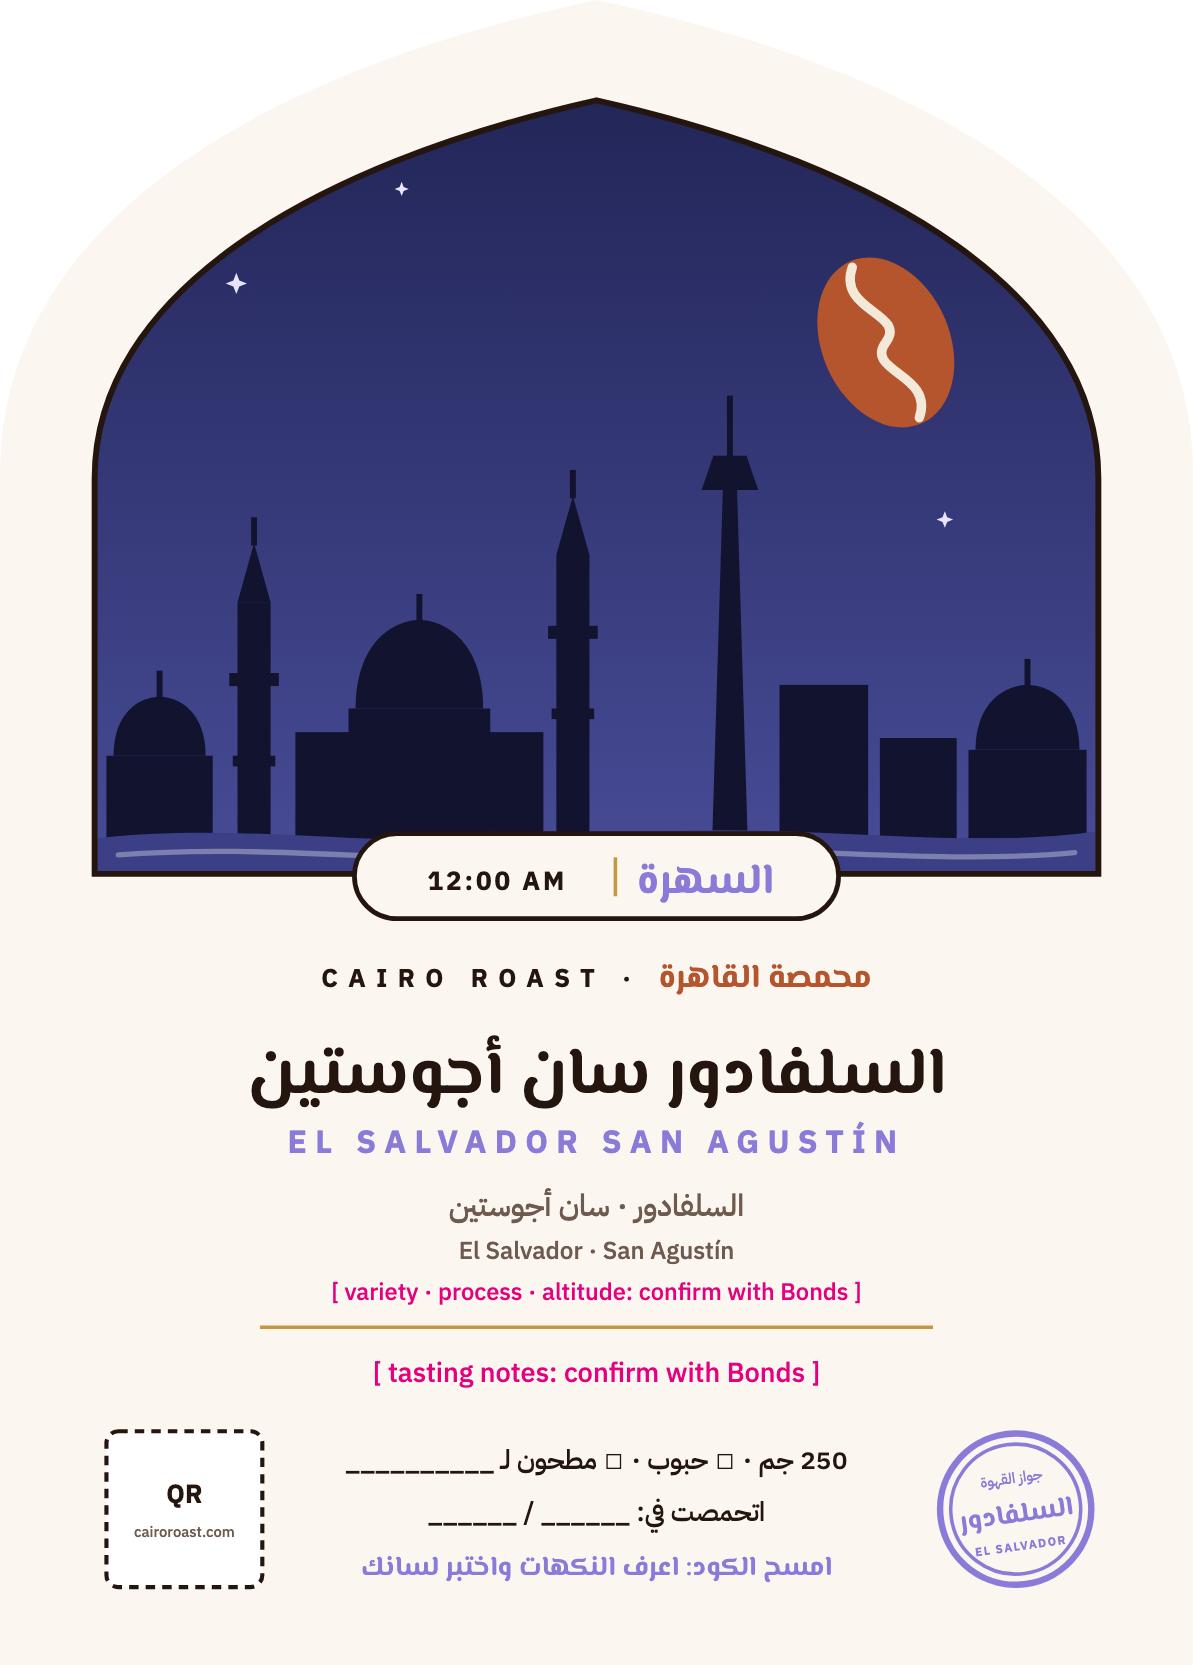 12:00 AM | السهرة
CAIRO ROAST · محمصة القاهرة
السلفادور سان أجوستين
EL SALVADOR SAN AGUSTÍN
السلفادور · سان أجوستين
El Salvador · San Agustín
[ variety · process · altitude: confirm with Bonds ]
[ tasting notes: confirm with Bonds ]
250 جم · □ حبوب · □ مطحون لـ __________
اتحمصت في: ______ / ______
امسح الكود: اعرف النكهات واختبر لسانك
QR
cairoroast.com
جواز القهوة
السلفادور
EL SALVADOR